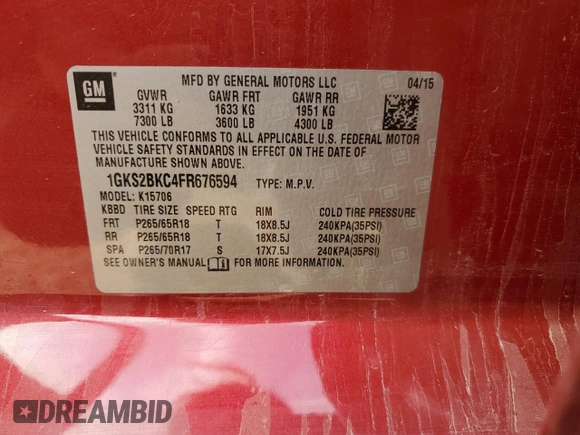 GM MFD BY GENERAL MOTORS LLC 04/15
GVWR GAWR FRT GAWR RR
3311 KG 1633 KG 1951 KG
7300 LB 3600 LB 4300 LB
THIS VEHICLE CONFORMS TO ALL APPLICABLE U.S. FEDERAL MOTOR
VEHICLE SAFETY STANDARDS IN EFFECT ON THE DATE OF
MANUFACTURE SHOWN ABOVE.
1GKS2BKC4FR676594 TYPE: M.P.V.
MODEL: K15706
KBBD TIRE SIZE SPEED RTG RIM COLD TIRE PRESSURE
FRT P265/65R18 T 18X8.5J 240KPA(35PSI)
RR P265/65R18 T 18X8.5J 240KPA(35PSI)
SPA P265/70R17 S 17X7.5J 240KPA(35PSI)
SEE OWNER'S MANUAL FOR MORE INFORMATION.
DREAMBID